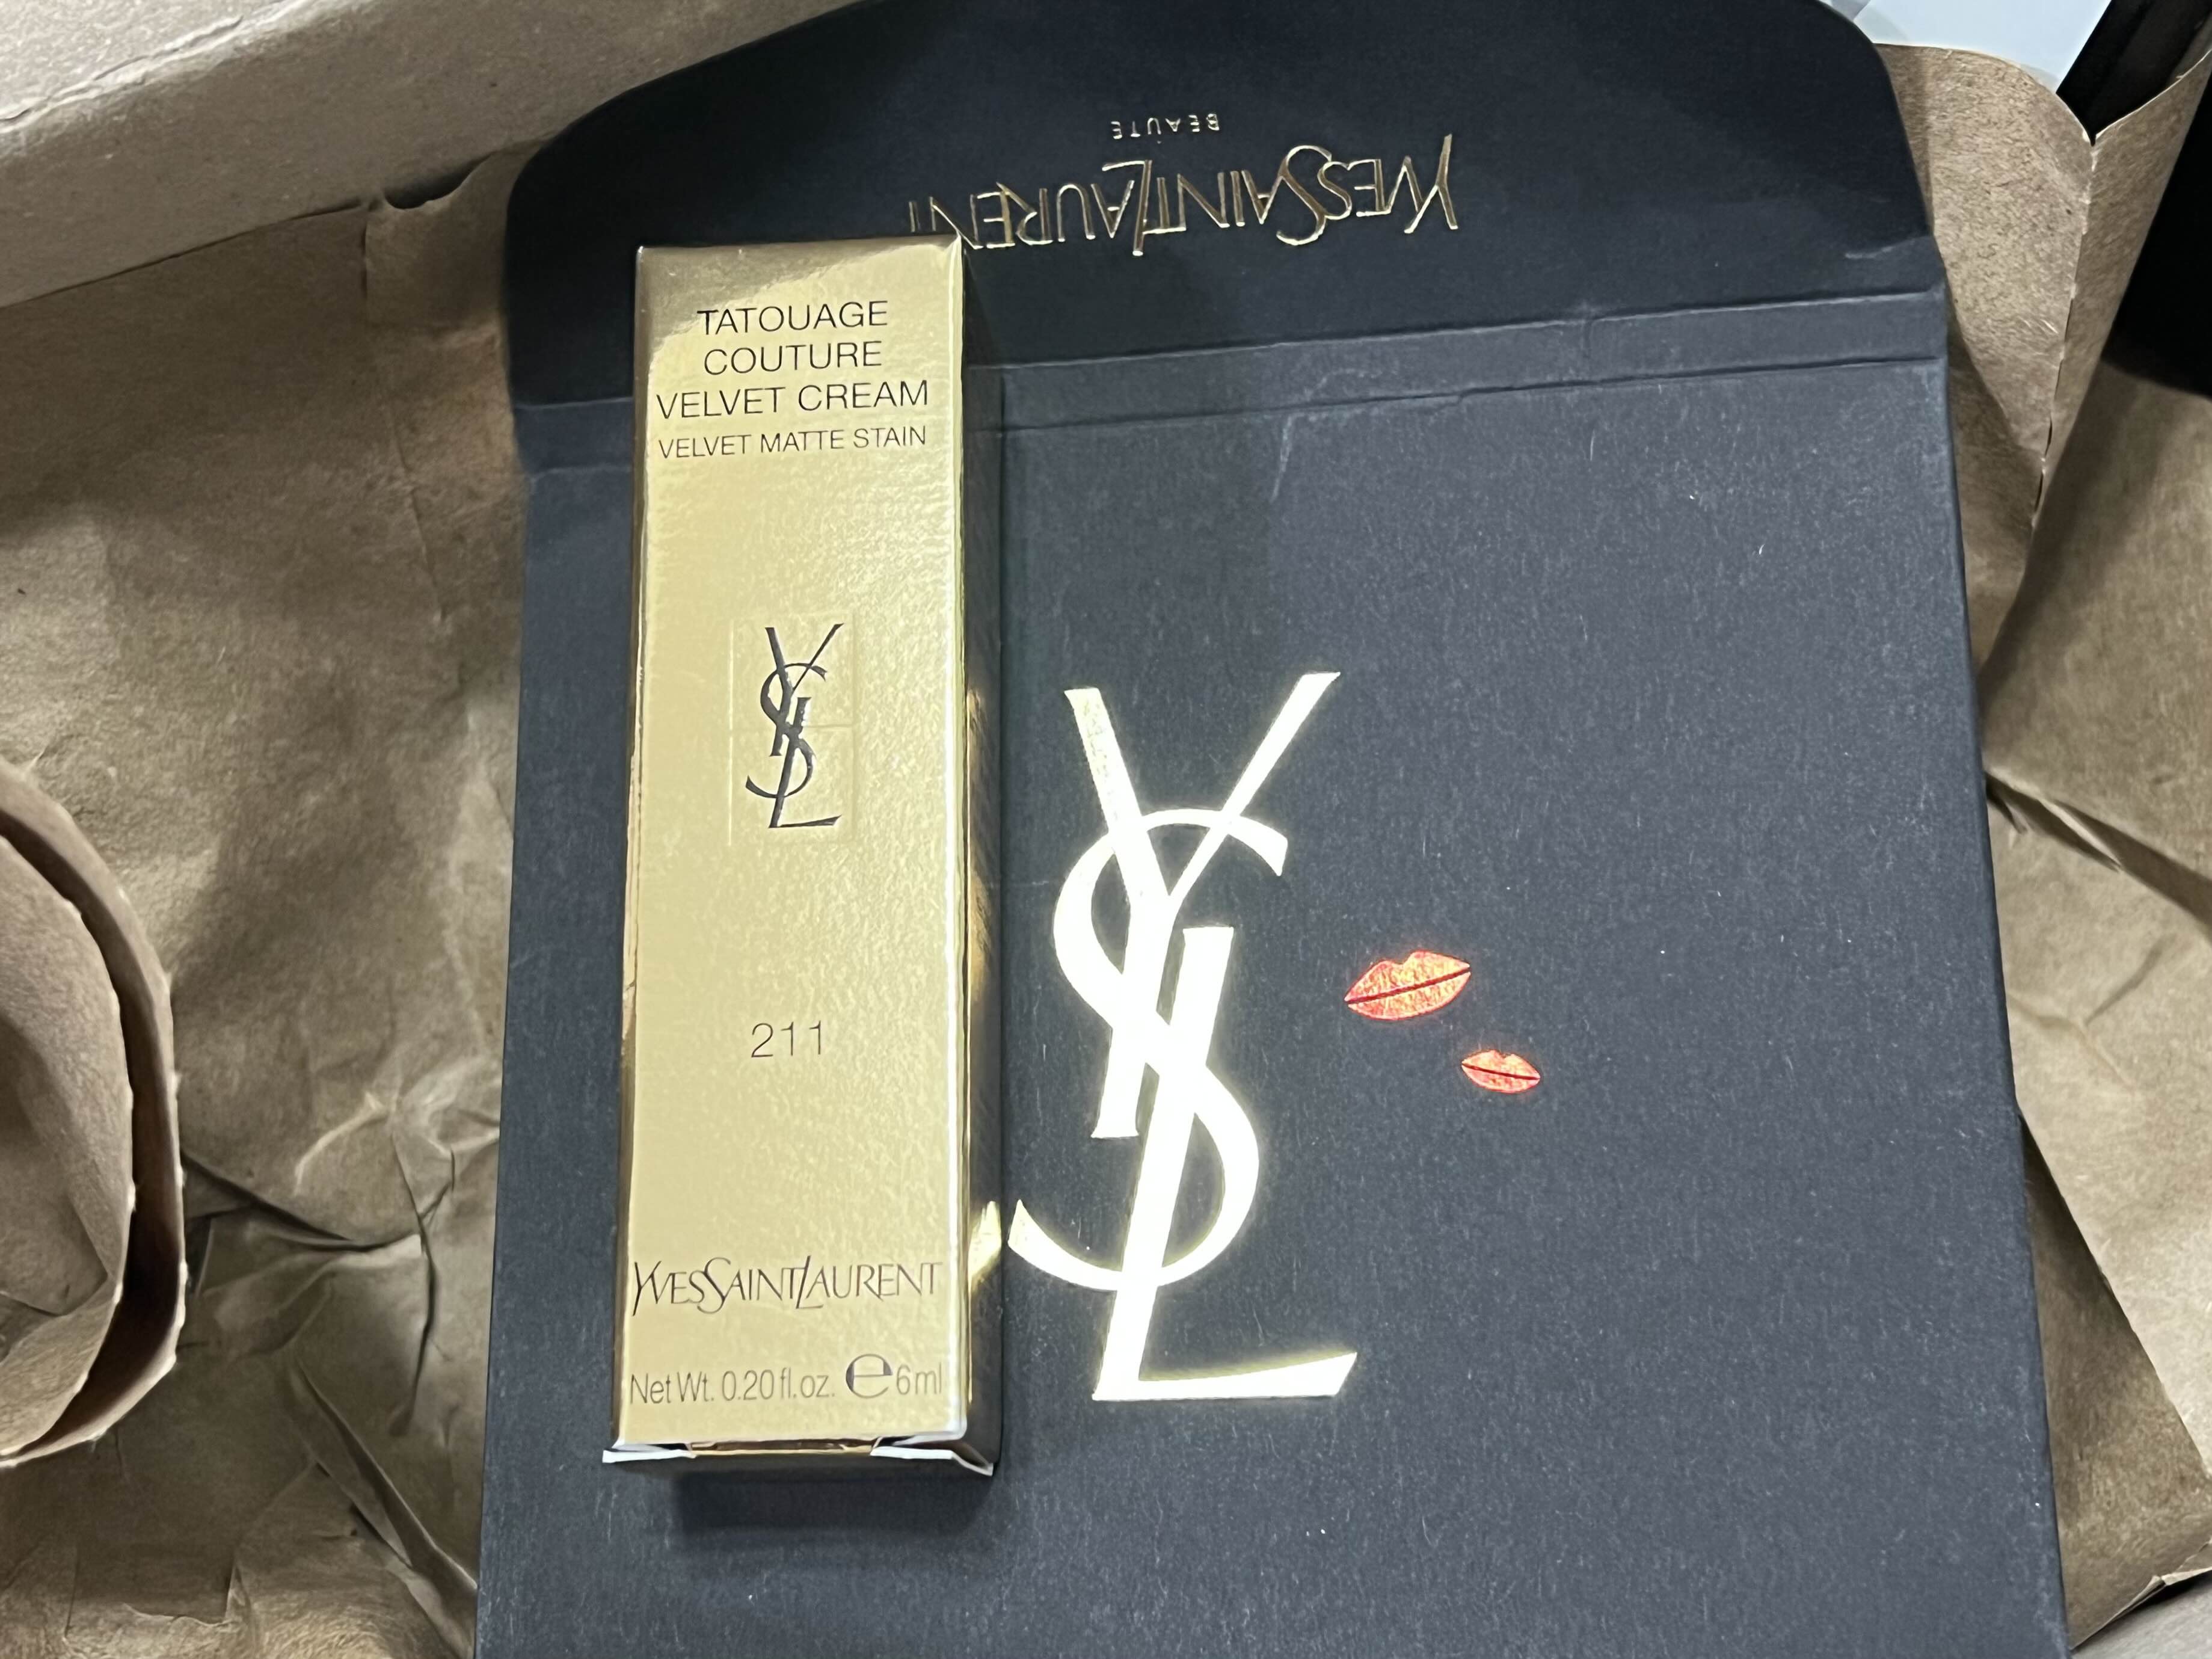 YVESSAINTLAURENT
BEAUTÉ
TATOUAGE
COUTURE
VELVET CREAM
VELVET MATTE STAIN
YSL
211
YVESSAINTLAURENT
Net Wt. 0.20 fl.oz. ℮ 6ml
YSL